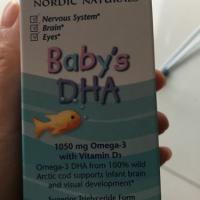 NORDIC NATURALS
Nervous System*
Brain*
Eyes*
Baby's
DHA
1050 mg Omega-3
with Vitamin D3
Omega-3 DHA from 100% wild
Arctic cod supports infant brain
and visual development*
Superior Triglyceride Form